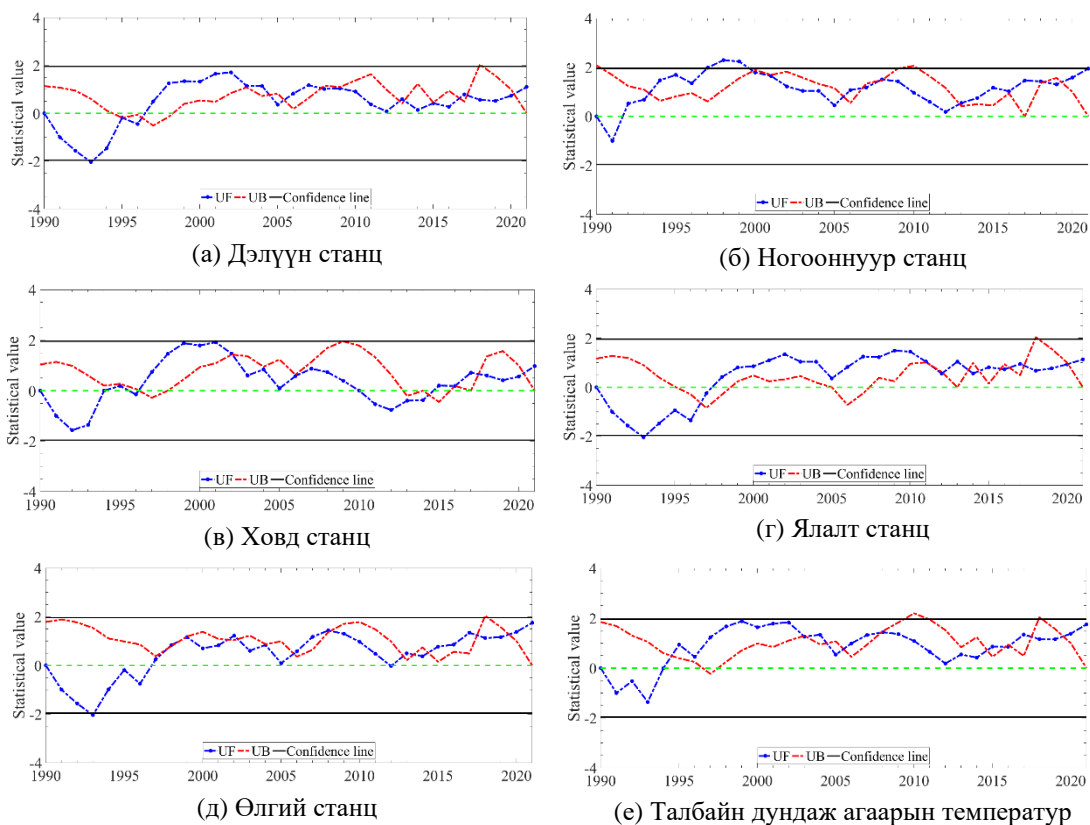 4
2
0
-2
-4
Statistical value
UF UB Confidence line
1990 1995 2000 2005 2010 2015 2020
(а) Дэлүүн станц
4
2
0
-2
-4
Statistical value
UF UB Confidence line
1990 1995 2000 2005 2010 2015 2020
(б) Ногооннуур станц
4
2
0
-2
-4
Statistical value
UF UB Confidence line
1990 1995 2000 2005 2010 2015 2020
(в) Ховд станц
4
2
0
-2
-4
Statistical value
UF UB Confidence line
1990 1995 2000 2005 2010 2015 2020
(г) Ялалт станц
4
2
0
-2
-4
Statistical value
UF UB Confidence line
1990 1995 2000 2005 2010 2015 2020
(д) Өлгий станц
4
2
0
-2
-4
Statistical value
UF UB Confidence line
1990 1995 2000 2005 2010 2015 2020
(е) Талбайн дундаж агаарын температур